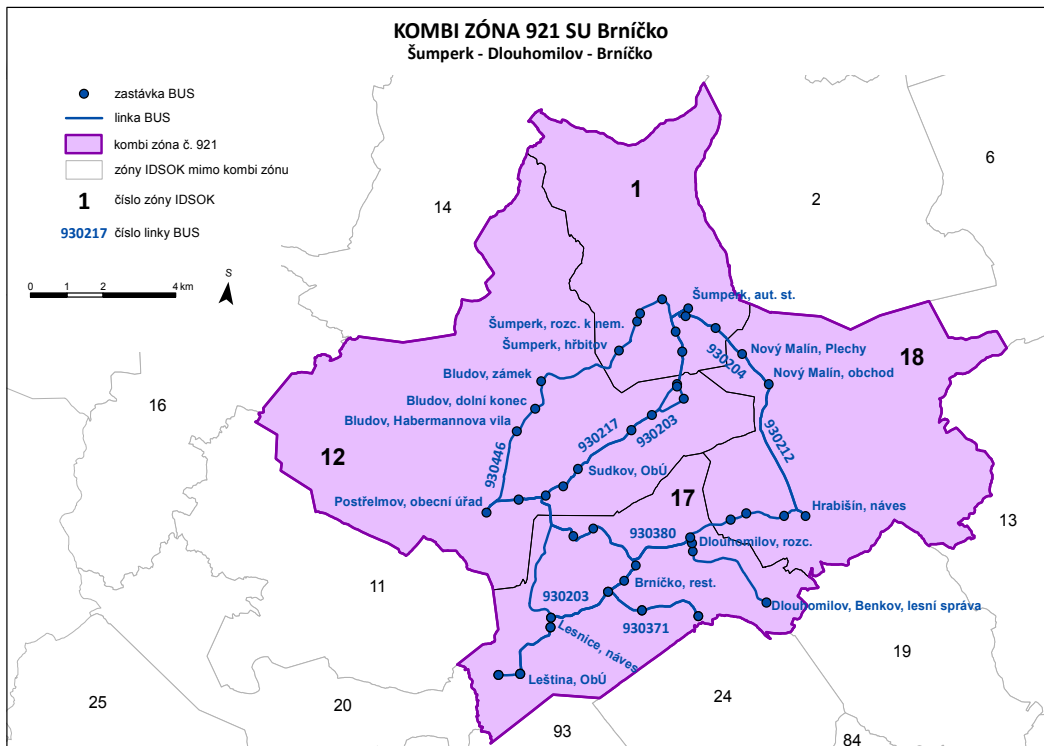 KOMBI ZÓNA 921 SU Brníčko
Šumperk - Dlouhomilov - Brníčko
zastávka BUS
linka BUS
kombi zóna č. 921
zóny IDSOK mimo kombi zónu
1 číslo zóny IDSOK
930217 číslo linky BUS
0 1 2 4 km
S
14
1
2
6
Šumperk, aut. st.
Šumperk, rozc. k nem.
Šumperk, hřbitov
930204
Nový Malín, Plechy
18
Nový Malín, obchod
Bludov, zámek
Bludov, dolní konec
Bludov, Habermannova vila
16
12
930446
930217
930203
930212
Sudkov, ObÚ
Postřelmov, obecní úřad
17
Hrabišín, náves
13
930380
Dlouhomilov, rozc.
11
Brníčko, rest.
930203
Dlouhomilov, Benkov, lesní správa
930371
Lesnice, náves
19
Leština, ObÚ
25
20
24
93
84